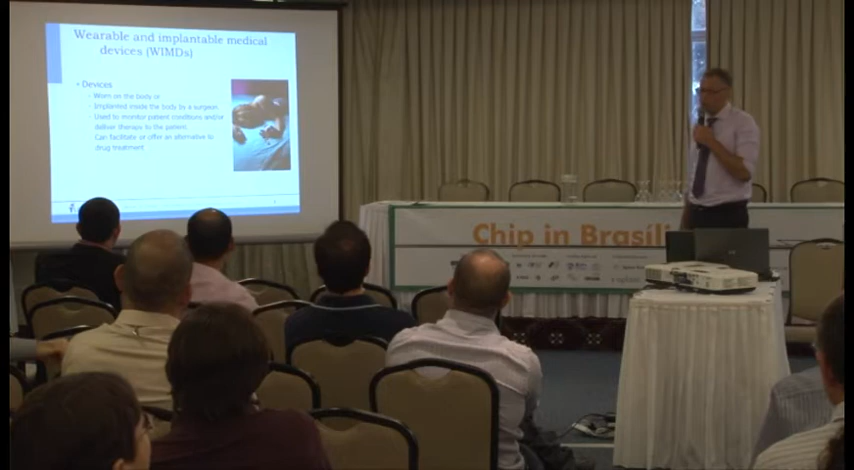 Wearable and implantable medical
devices (WIMDs)
• Devices
- Worn on the body or
- Implanted inside the body by a surgeon.
- Used to monitor patient conditions and/or
deliver therapy to the patient.
Can facilitate or offer an alternative to
drug treatment
Chip in Brasíli